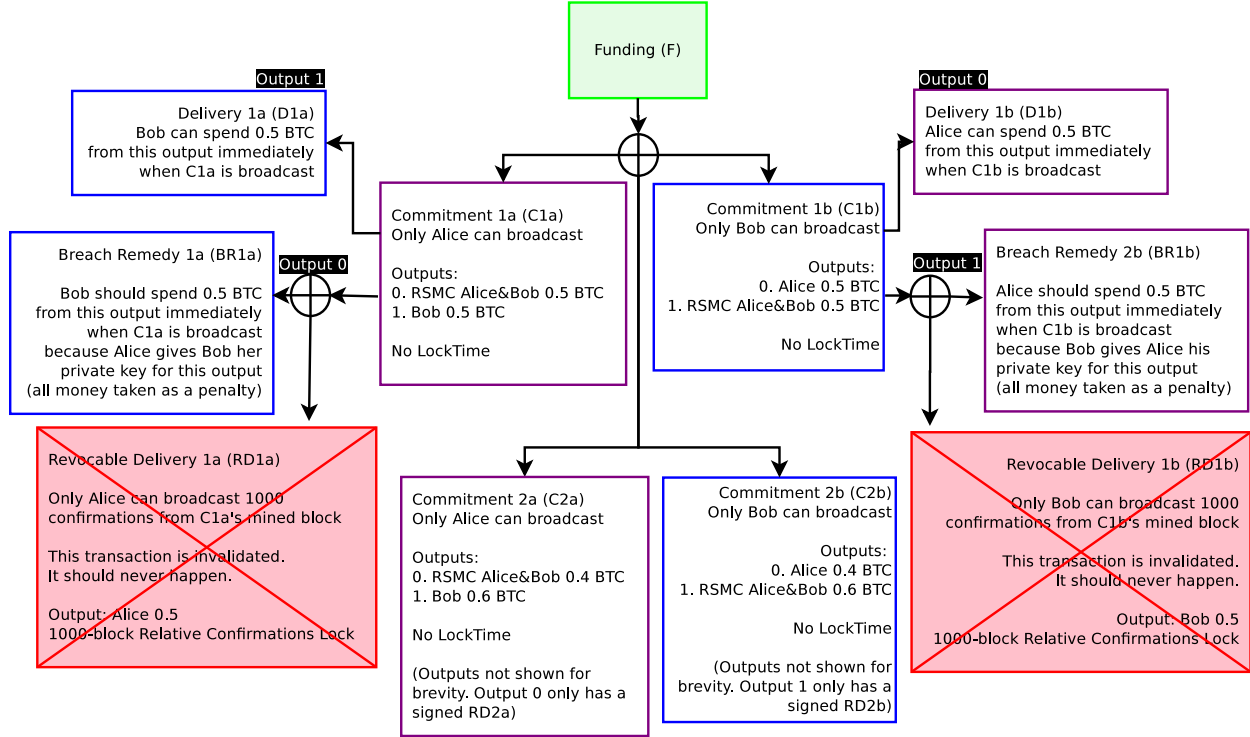 Funding (F)
Output 1
Delivery 1a (D1a)
Bob can spend 0.5 BTC
from this output immediately
when C1a is broadcast
Output 0
Delivery 1b (D1b)
Alice can spend 0.5 BTC
from this output immediately
when C1b is broadcast
Commitment 1a (C1a)
Only Alice can broadcast
Outputs:
0. RSMC Alice&Bob 0.5 BTC
1. Bob 0.5 BTC
No LockTime
Commitment 1b (C1b)
Only Bob can broadcast
Outputs:
0. Alice 0.5 BTC
1. RSMC Alice&Bob 0.5 BTC
No LockTime
Breach Remedy 1a (BR1a)
Bob should spend 0.5 BTC
from this output immediately
when C1a is broadcast
because Alice gives Bob her
private key for this output
(all money taken as a penalty)
Output 0
Output 1
Breach Remedy 2b (BR1b)
Alice should spend 0.5 BTC
from this output immediately
when C1b is broadcast
because Bob gives Alice his
private key for this output
(all money taken as a penalty)
Revocable Delivery 1a (RD1a)
Only Alice can broadcast 1000
confirmations from C1a's mined block
This transaction is invalidated.
It should never happen.
Output: Alice 0.5
1000-block Relative Confirmations Lock
Commitment 2a (C2a)
Only Alice can broadcast
Outputs:
0. RSMC Alice&Bob 0.4 BTC
1. Bob 0.6 BTC
No LockTime
(Outputs not shown for
brevity. Output 0 only has a
signed RD2a)
Commitment 2b (C2b)
Only Bob can broadcast
Outputs:
0. Alice 0.4 BTC
1. RSMC Alice&Bob 0.6 BTC
No LockTime
(Outputs not shown for
brevity. Output 1 only has a
signed RD2b)
Revocable Delivery 1b (RD1b)
Only Bob can broadcast 1000
confirmations from C1b's mined block
This transaction is invalidated.
It should never happen.
Output: Bob 0.5
1000-block Relative Confirmations Lock